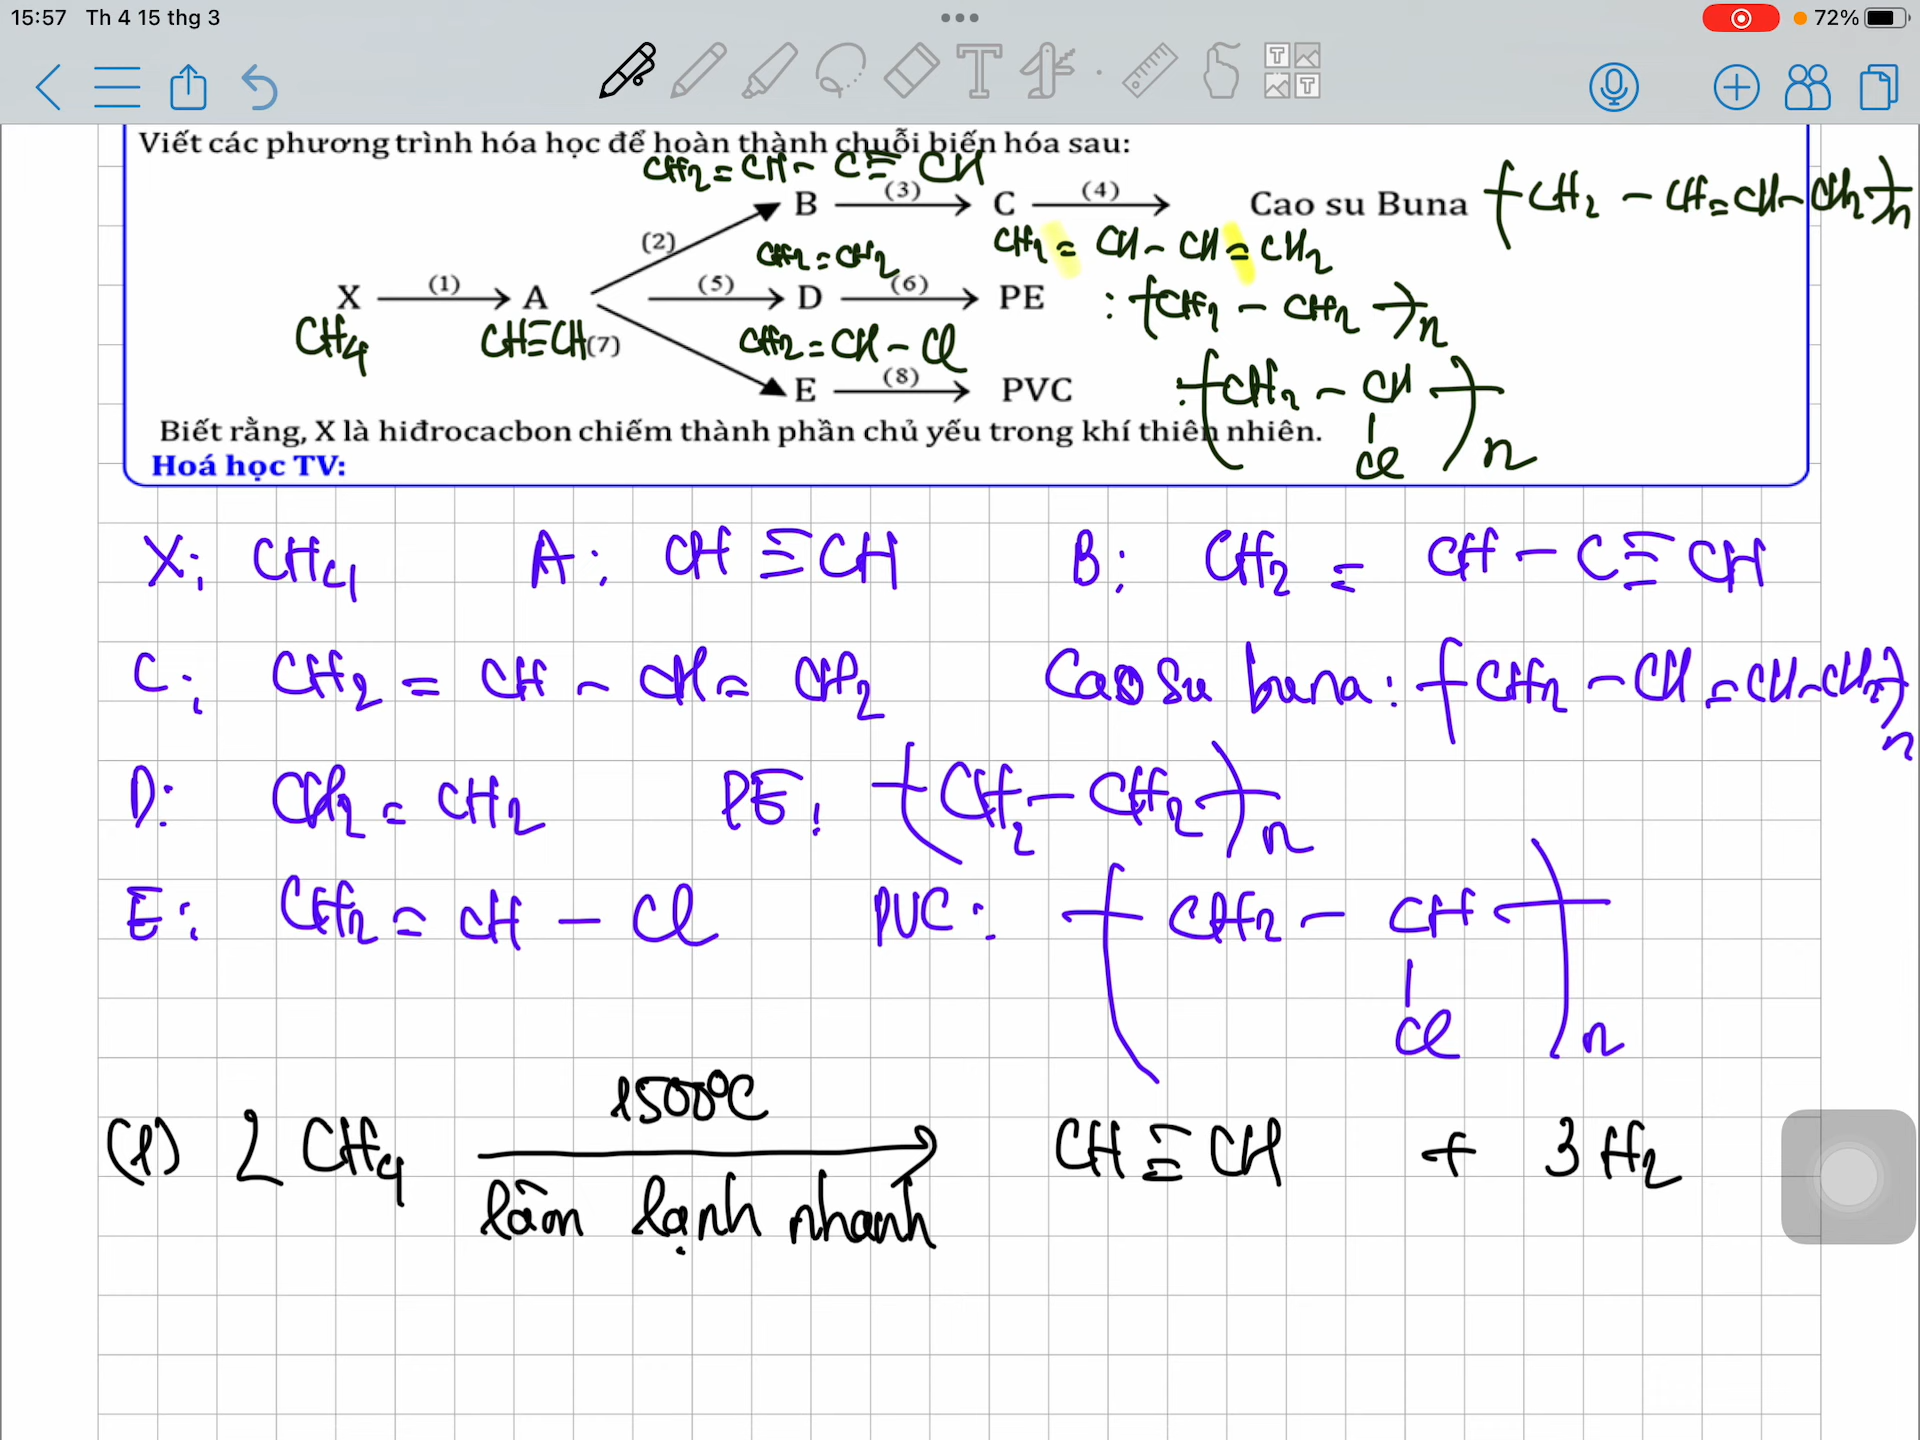 15:57 Th 4 15 thg 3 72%
Viết các phương trình hóa học để hoàn thành chuỗi biến hóa sau:
CH2 = CH - C ≡ CH
B (3) C (4) Cao su Buna (CH2 - CH = CH - CH2)n
(2) CH2 = CH2 CH2 = CH - CH = CH2
X (1) A (5) D (6) PE : (CH2 - CH2)n
CH4 CH≡CH (7) CH2 = CH - Cl
E (8) PVC : (CH2 - CH)n
Cl
Biết rằng, X là hiđrocacbon chiếm thành phần chủ yếu trong khí thiên nhiên.
Hoá học TV:
X: CH4 A: CH ≡ CH B: CH2 = CH - C ≡ CH
C: CH2 = CH - CH = CH2 Cao su buna: (CH2 - CH = CH - CH2)n
D: CH2 = CH2 PE: (CH2 - CH2)n
E: CH2 = CH - Cl PVC: (CH2 - CH)n
Cl
1500°C
(1) 2 CH4 → CH ≡ CH + 3 H2
làm lạnh nhanh